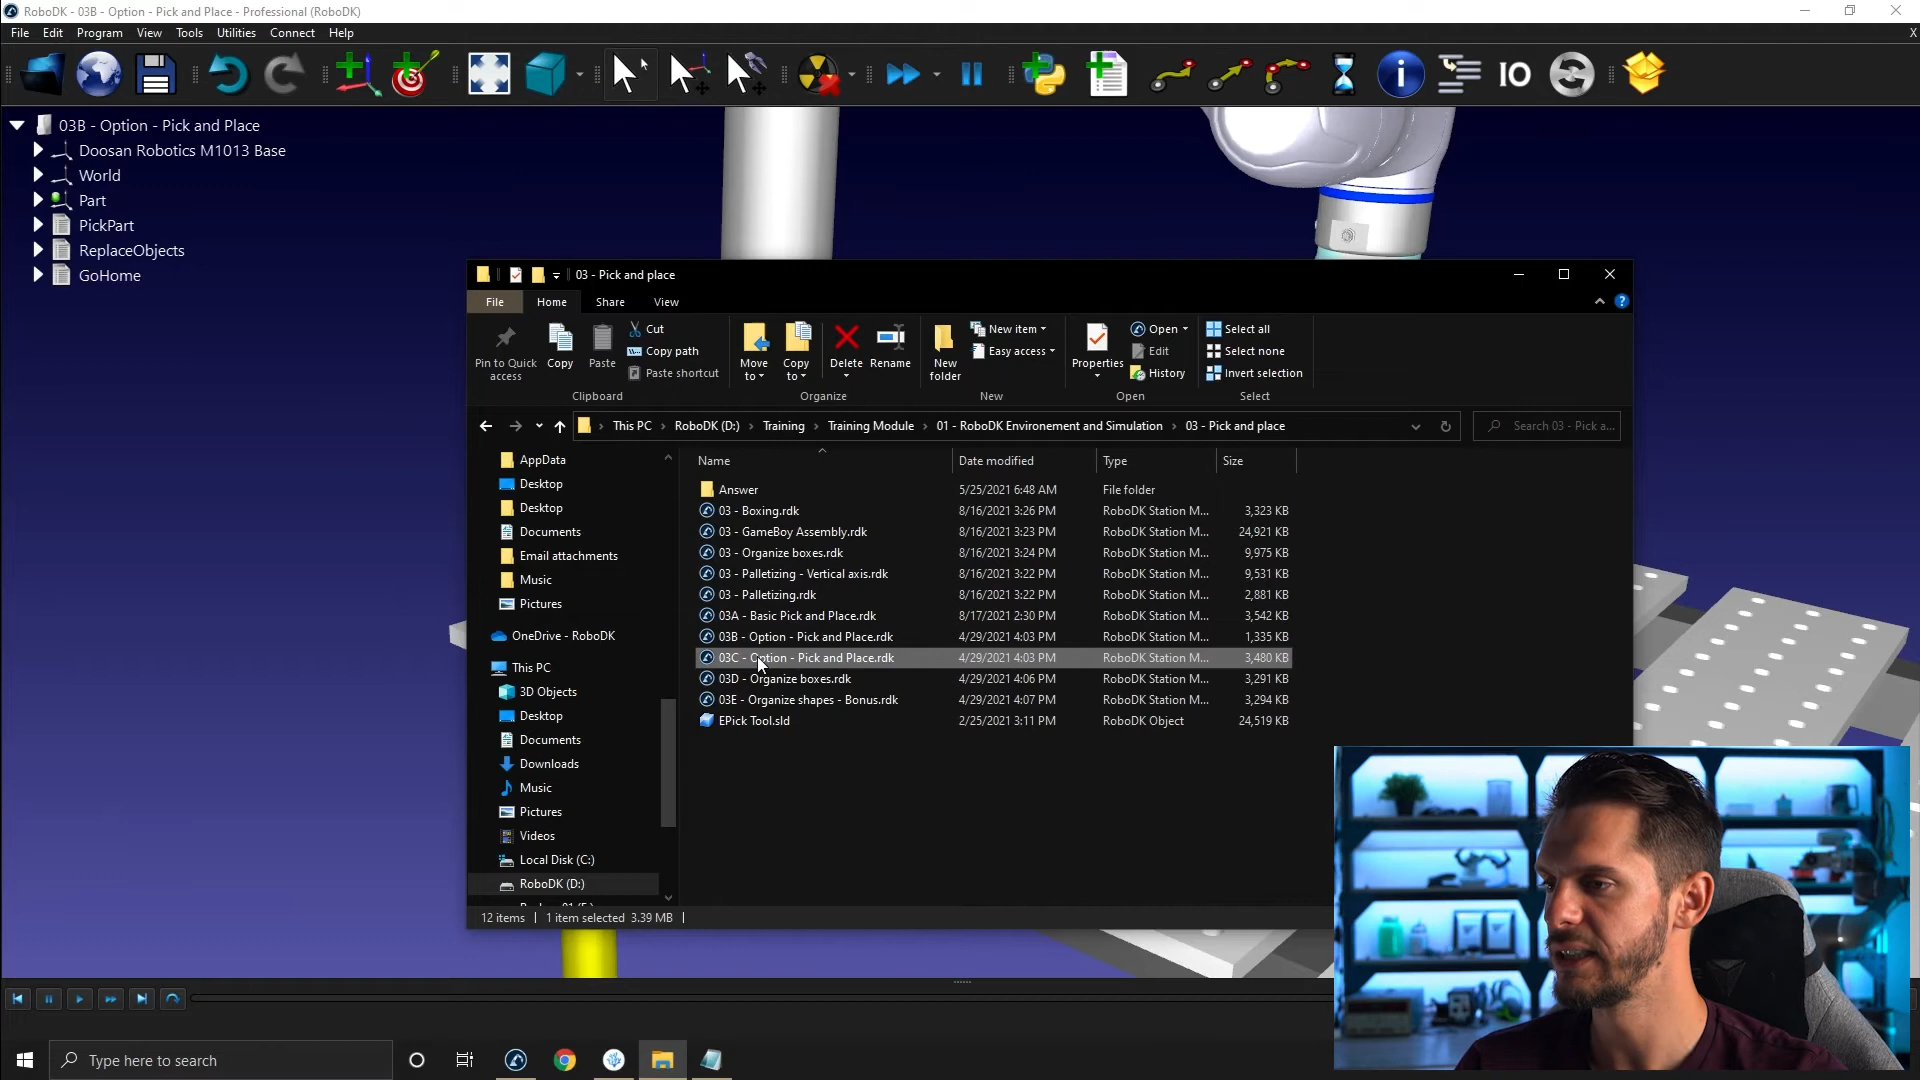 RoboDK - 03B - Option - Pick and Place - Professional (RoboDK)
File Edit Program View Tools Utilities Connect Help X
IO
03B - Option - Pick and Place
Doosan Robotics M1013 Base
World
Part
PickPart
ReplaceObjects
GoHome
03 - Pick and place
File Home Share View
Pin to Quick access
Copy
Paste
Cut
Copy path
Paste shortcut
Clipboard
Move to
Copy to
Delete
Rename
Organize
New folder
New item
Easy access
New
Properties
Open
Edit
History
Open
Select all
Select none
Invert selection
Select
This PC > RoboDK (D:) > Training > Training Module > 01 - RoboDK Environement and Simulation > 03 - Pick and place
Search 03 - Pick a...
AppData
Desktop
Desktop
Documents
Email attachments
Music
Pictures
OneDrive - RoboDK
This PC
3D Objects
Desktop
Documents
Downloads
Music
Pictures
Videos
Local Disk (C:)
RoboDK (D:)
Name Date modified Type Size
Answer 5/25/2021 6:48 AM File folder
03 - Boxing.rdk 8/16/2021 3:26 PM RoboDK Station M... 3,323 KB
03 - GameBoy Assembly.rdk 8/16/2021 3:23 PM RoboDK Station M... 24,921 KB
03 - Organize boxes.rdk 8/16/2021 3:24 PM RoboDK Station M... 9,975 KB
03 - Palletizing - Vertical axis.rdk 8/16/2021 3:22 PM RoboDK Station M... 9,531 KB
03 - Palletizing.rdk 8/16/2021 3:22 PM RoboDK Station M... 2,881 KB
03A - Basic Pick and Place.rdk 8/17/2021 2:30 PM RoboDK Station M... 3,542 KB
03B - Option - Pick and Place.rdk 4/29/2021 4:03 PM RoboDK Station M... 1,335 KB
03C - Option - Pick and Place.rdk 4/29/2021 4:03 PM RoboDK Station M... 3,480 KB
03D - Organize boxes.rdk 4/29/2021 4:06 PM RoboDK Station M... 3,291 KB
03E - Organize shapes - Bonus.rdk 4/29/2021 4:07 PM RoboDK Station M... 3,294 KB
EPick Tool.sld 2/25/2021 3:11 PM RoboDK Object 24,519 KB
12 items 1 item selected 3.39 MB
Type here to search